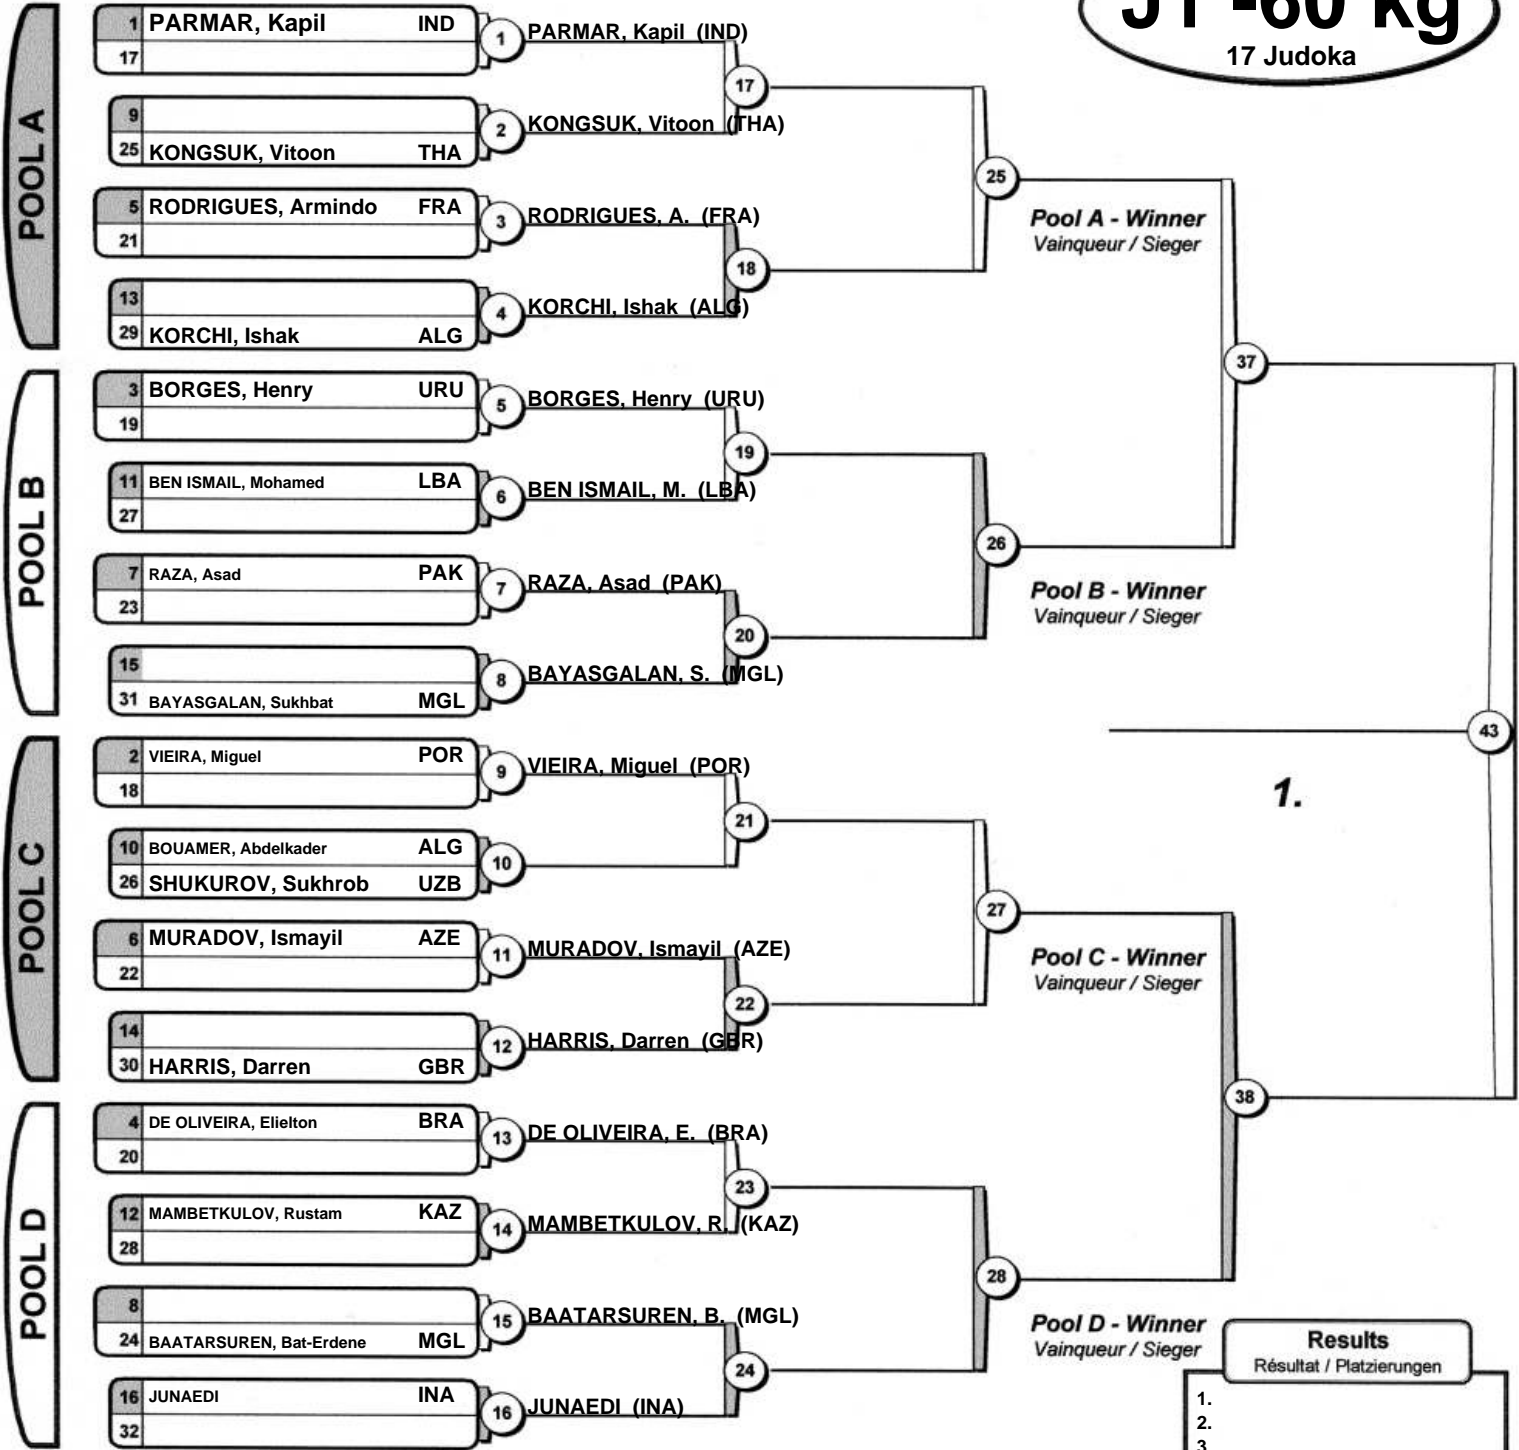 J1 -60 kg
17 Judoka
POOL A
1 PARMAR, Kapil IND
17
1 PARMAR, Kapil (IND)
17
9
25 KONGSUK, Vitoon THA
2 KONGSUK, Vitoon (THA)
25
5 RODRIGUES, Armindo FRA
21
3 RODRIGUES, A. (FRA)
18
13
29 KORCHI, Ishak ALG
4 KORCHI, Ishak (ALG)
Pool A - Winner
Vainqueur / Sieger
37
POOL B
3 BORGES, Henry URU
19
5 BORGES, Henry (URU)
19
11 BEN ISMAIL, Mohamed LBA
27
6 BEN ISMAIL, M. (LBA)
26
7 RAZA, Asad PAK
23
7 RAZA, Asad (PAK)
20
15
31 BAYASGALAN, Sukhbat MGL
8 BAYASGALAN, S. (MGL)
Pool B - Winner
Vainqueur / Sieger
43
1.
POOL C
2 VIEIRA, Miguel POR
18
9 VIEIRA, Miguel (POR)
21
10 BOUAMER, Abdelkader ALG
26 SHUKUROV, Sukhrob UZB
10
27
6 MURADOV, Ismayil AZE
22
11 MURADOV, Ismayil (AZE)
22
14
30 HARRIS, Darren GBR
12 HARRIS, Darren (GBR)
Pool C - Winner
Vainqueur / Sieger
38
POOL D
4 DE OLIVEIRA, Elielton BRA
20
13 DE OLIVEIRA, E. (BRA)
23
12 MAMBETKULOV, Rustam KAZ
28
14 MAMBETKULOV, R. (KAZ)
28
8
24 BAATARSUREN, Bat-Erdene MGL
15 BAATARSUREN, B. (MGL)
24
16 JUNAEDI INA
32
16 JUNAEDI (INA)
Pool D - Winner
Vainqueur / Sieger
Results
Résultat / Platzierungen
1.
2.
3.